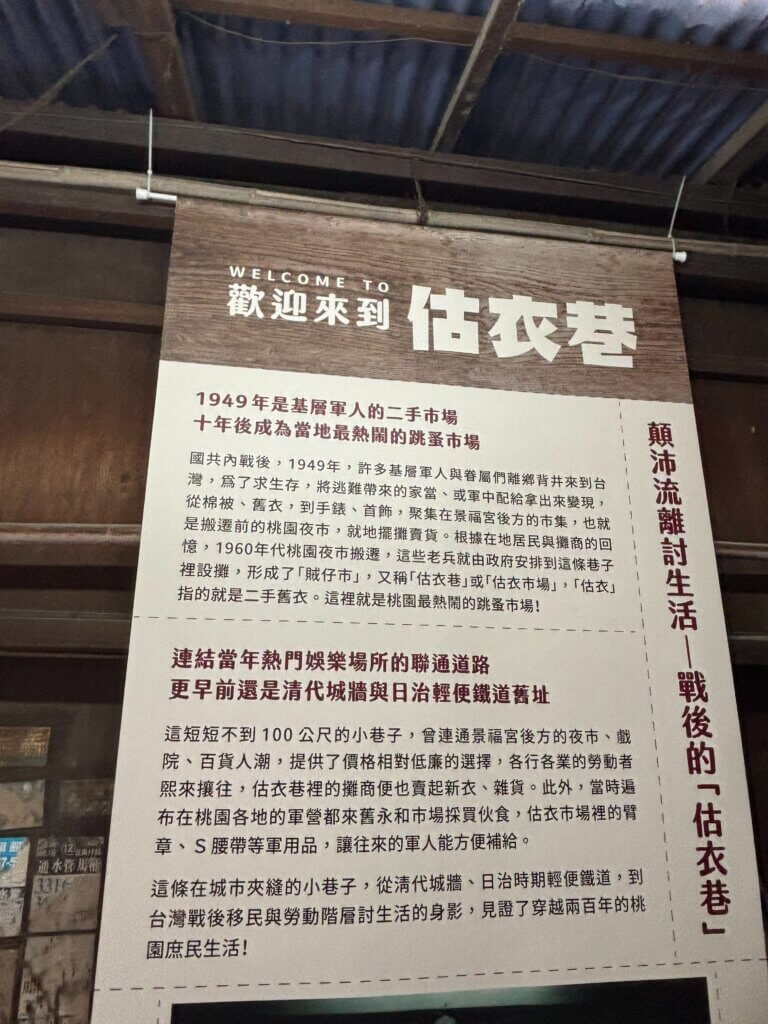 WELCOME TO
歡迎來到 估衣巷
1949年是基層軍人的二手市場
十年後成為當地最熱鬧的跳蚤市場
國共內戰後，1949年，許多基層軍人與眷屬們離鄉背井來到台
灣，為了求生存，將逃難帶來的家當、或軍中配給拿出來變現，
從棉被、舊衣，到手錶、首飾，聚集在景福宮後方的市集，也就
是搬遷前的桃園夜市，就地擺攤賣貨。根據在地居民與攤商的回
憶，1960年代桃園夜市搬遷，這些老兵就由政府安排到這條巷子
裡設攤，形成了「賊仔市」，又稱「估衣巷」或「估衣市場」，「估衣」
指的就是二手舊衣。這裡就是桃園最熱鬧的跳蚤市場！
連結當年熱門娛樂場所的聯通道路
更早前還是清代城牆與日治輕便鐵道舊址
這短短不到100公尺的小巷子，曾連通景福宮後方的夜市、戲
院、百貨人潮，提供了價格相對低廉的選擇，各行各業的勞動者
熙來攘往，估衣巷裡的攤商便也賣起新衣、雜貨。此外，當時遍
布在桃園各地的軍營都來舊永和市場採買伙食，估衣市場裡的臂
章、S腰帶等軍用品，讓往來的軍人能方便補給。
這條在城市夾縫的小巷子，從清代城牆、日治時期輕便鐵道，到
台灣戰後移民與勞動階層討生活的身影，見證了穿越兩百年的桃
園庶民生活！
顛沛流離討生活—戰後的「估衣巷」
通水管 馬桶